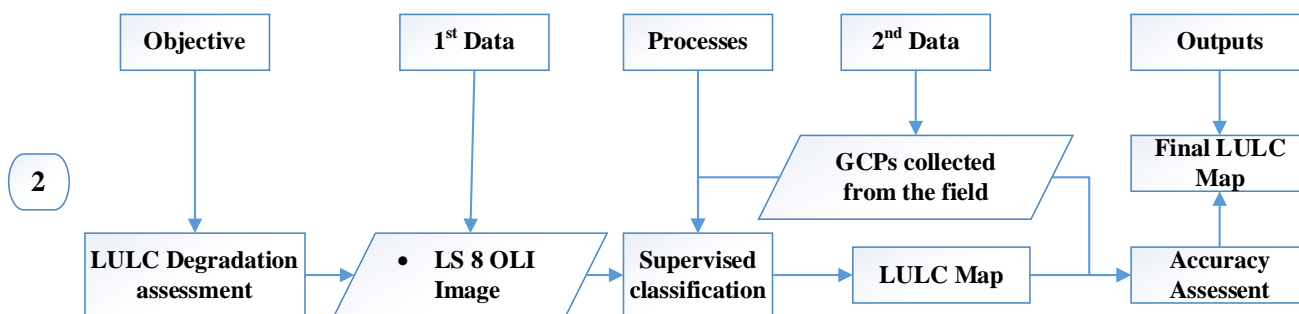 Objective
1st Data
Processes
2nd Data
Outputs
2
GCPs collected
from the field
Final LULC
Map
LULC Degradation
assessment
• LS 8 OLI
Image
Supervised
classification
LULC Map
Accuracy
Assessent